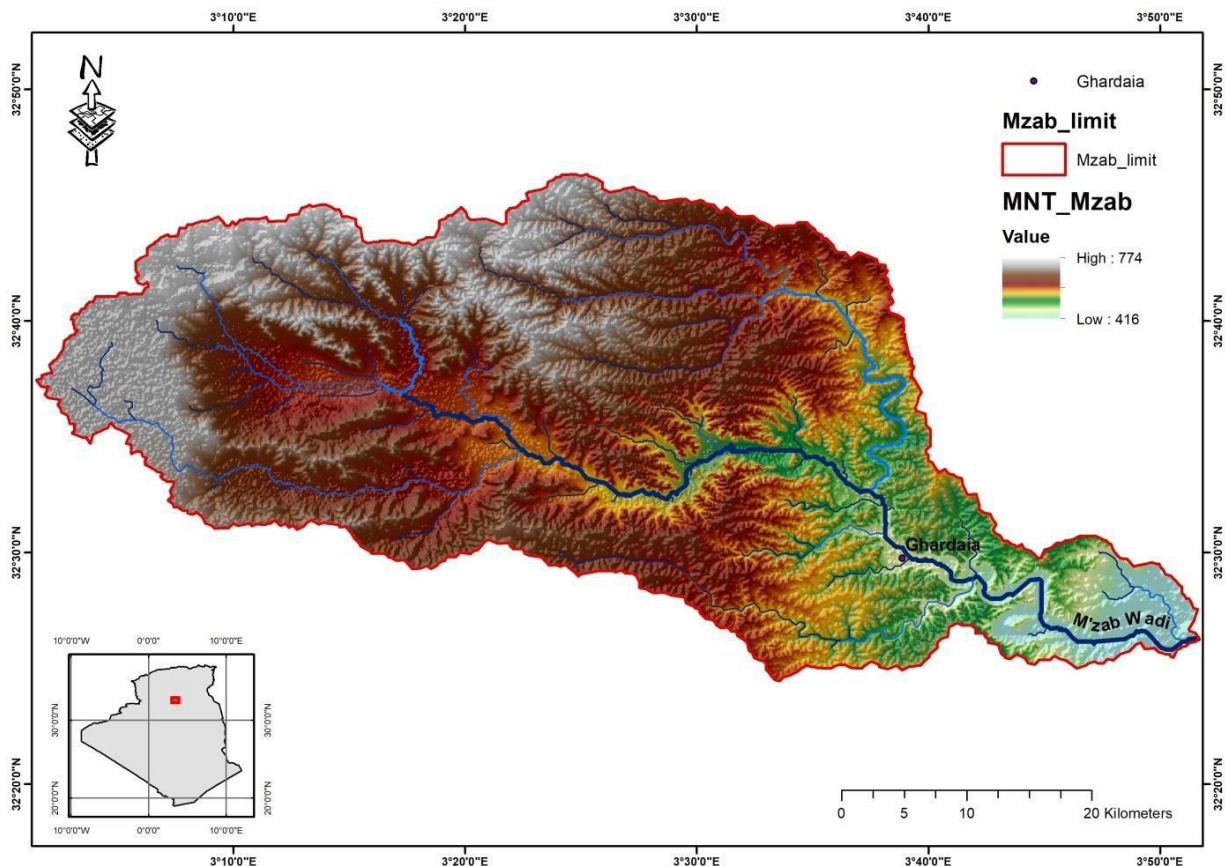 3°10'0"E 3°20'0"E 3°30'0"E 3°40'0"E 3°50'0"E
N
32°50'0"N
32°50'0"N
Ghardaia
Mzab_limit
Mzab_limit
MNT_Mzab
Value
High : 774
Low : 416
32°40'0"N
32°40'0"N
32°30'0"N
32°30'0"N
Ghardaia
M'zab Wadi
10°0'0"W 0°0'0" 10°0'0"E
30°0'0"N
30°0'0"N
20°0'0"N
20°0'0"N
10°0'0"W 0°0'0" 10°0'0"E
32°20'0"N
32°20'0"N
0 5 10 20 Kilometers
3°10'0"E 3°20'0"E 3°30'0"E 3°40'0"E 3°50'0"E